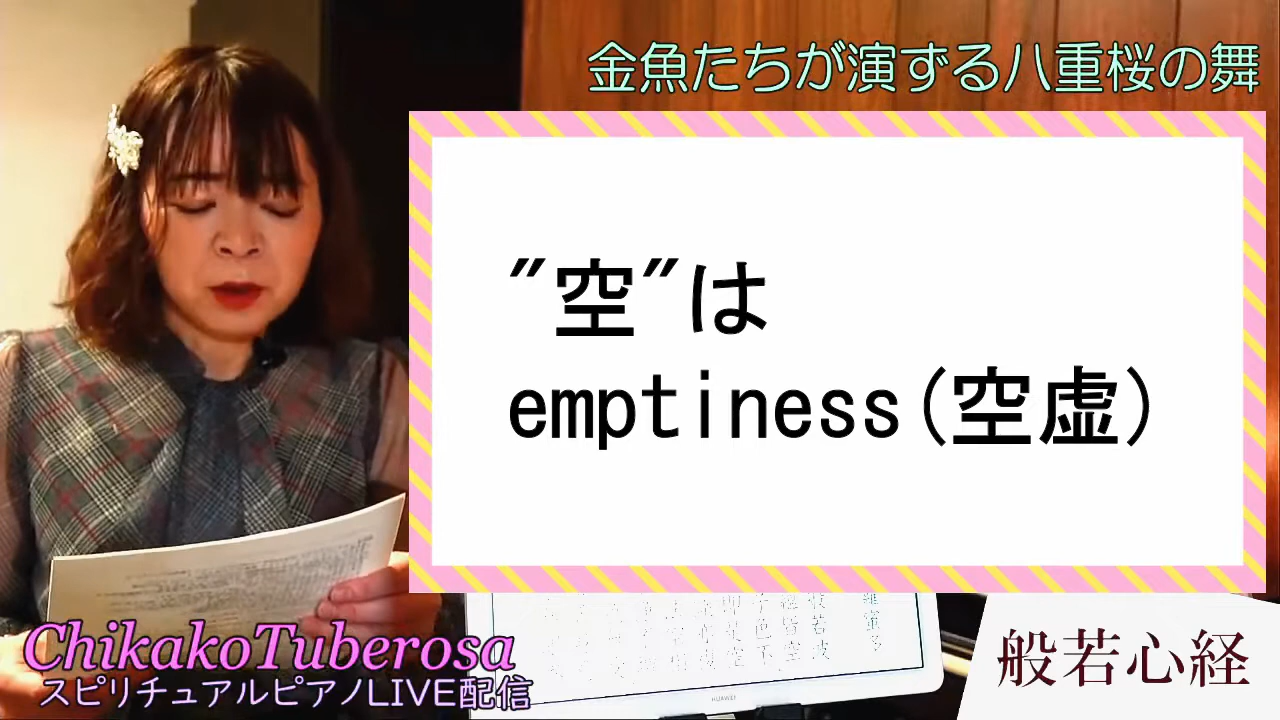 金魚たちが演ずる八重桜の舞
"空"は
emptiness(空虚)
ChikakoTuberosa
スピリチュアルピアノLIVE配信
HUAWEI
般若心経